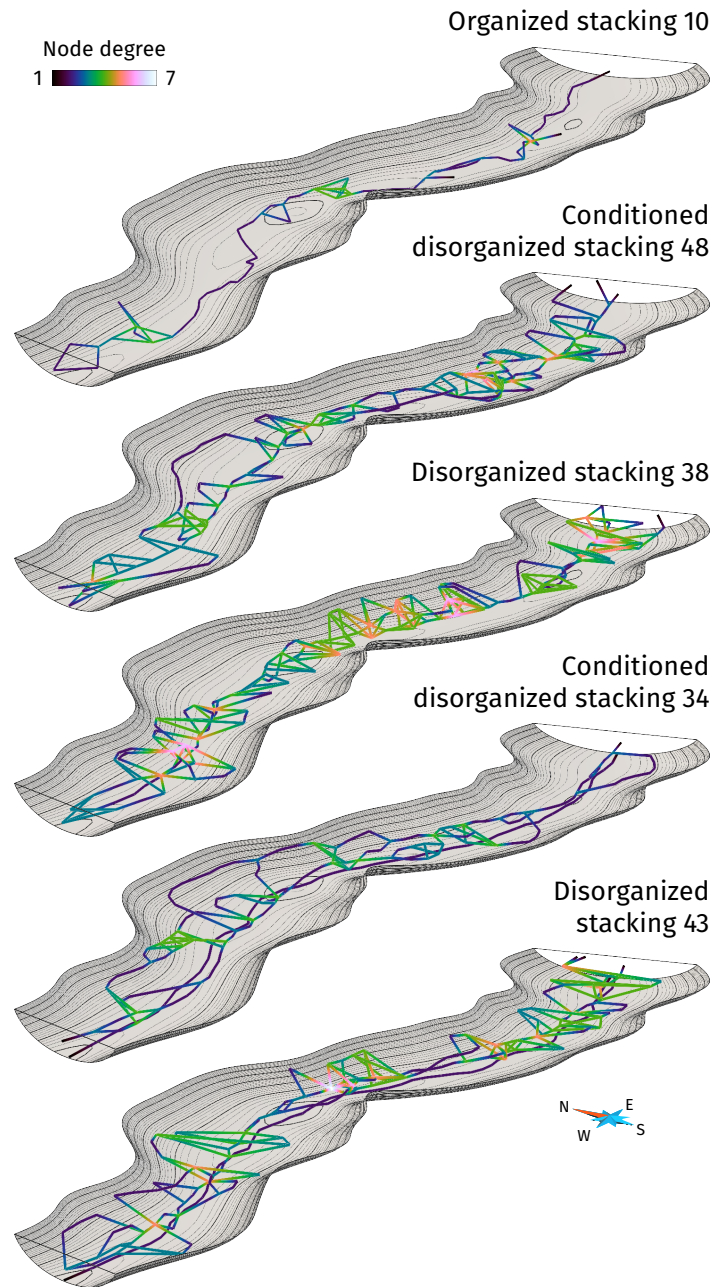 Organized stacking 10
Node degree
1 7
Conditioned
disorganized stacking 48
Disorganized stacking 38
Conditioned
disorganized stacking 34
Disorganized
stacking 43
N E
W S